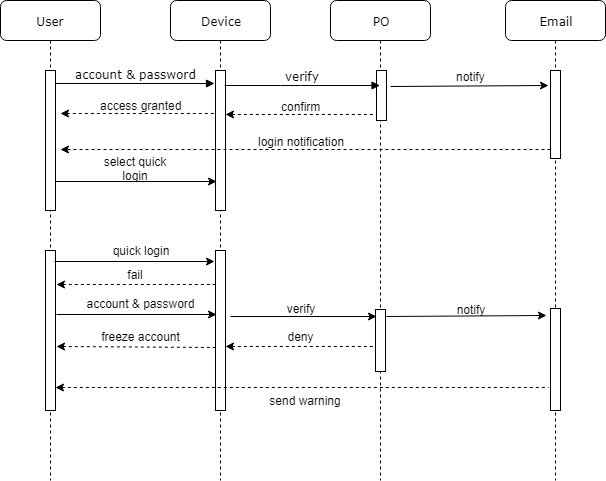 User
Device
PO
Email
account & password
verify
notify
access granted
confirm
login notification
select quick
login
quick login
fail
account & password
verify
notify
freeze account
deny
send warning